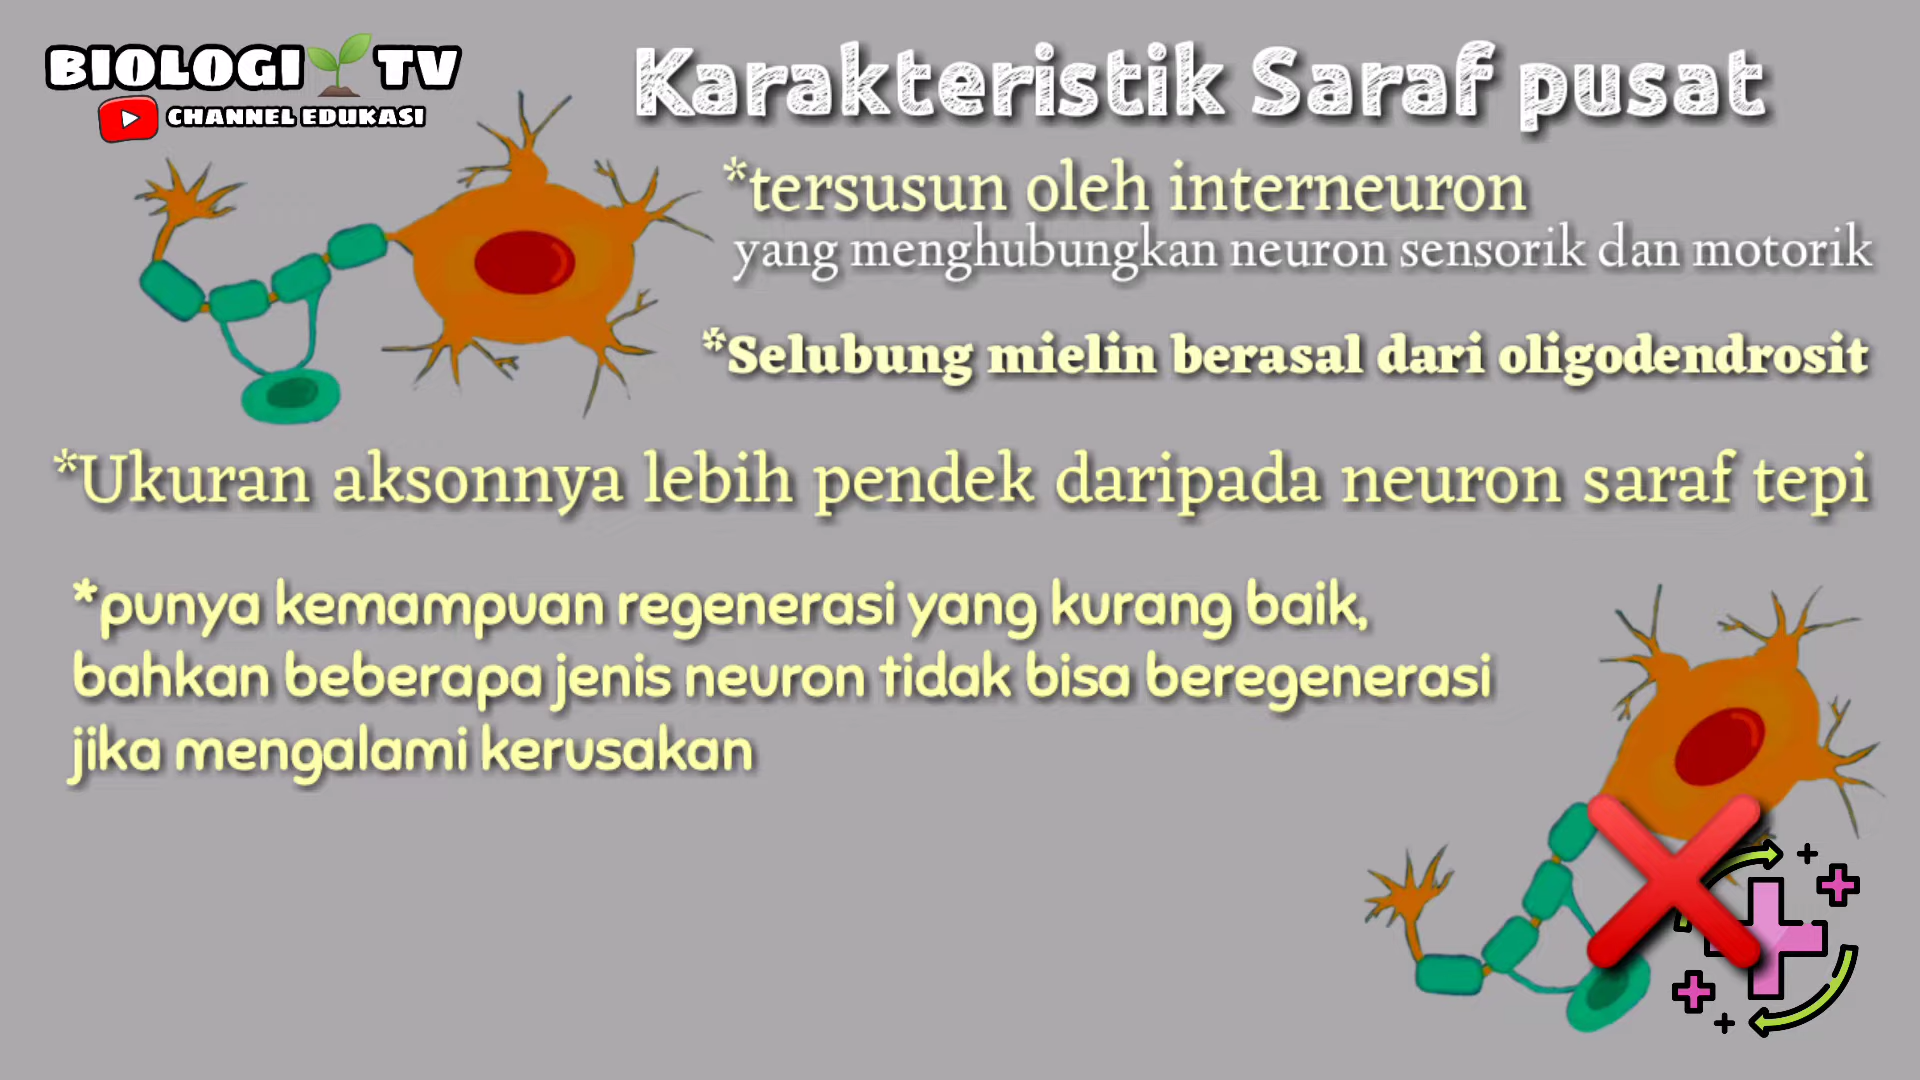 BIOLOGI TV
CHANNEL EDUKASI
Karakteristik Saraf pusat
*tersusun oleh interneuron
yang menghubungkan neuron sensorik dan motorik
*Selubung mielin berasal dari oligodendrosit
*Ukuran aksonnya lebih pendek daripada neuron saraf tepi
*punya kemampuan regenerasi yang kurang baik,
bahkan beberapa jenis neuron tidak bisa beregenerasi
jika mengalami kerusakan